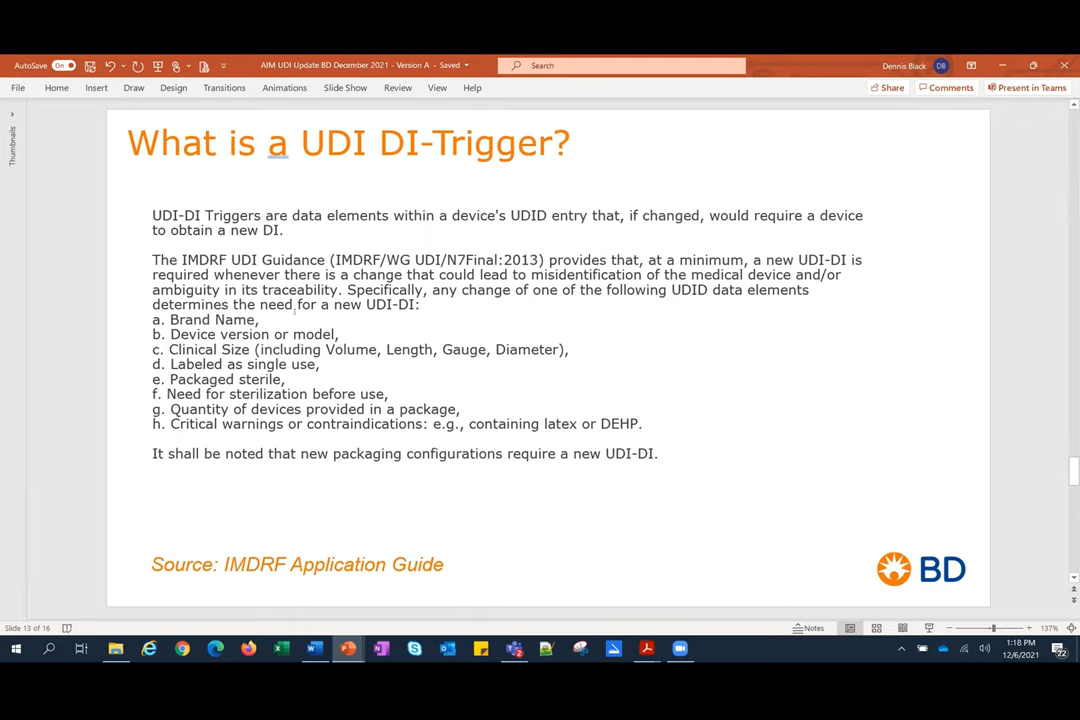 AutoSave On AIM UDI Update BD December 2021 - Version A - Saved Search Dennis Black DB
File Home Insert Draw Design Transitions Animations Slide Show Review View Help Share Comments Present in Teams
Thumbnails
What is a UDI DI-Trigger?
UDI-DI Triggers are data elements within a device's UDID entry that, if changed, would require a device
to obtain a new DI.
The IMDRF UDI Guidance (IMDRF/WG UDI/N7Final:2013) provides that, at a minimum, a new UDI-DI is
required whenever there is a change that could lead to misidentification of the medical device and/or
ambiguity in its traceability. Specifically, any change of one of the following UDID data elements
determines the need for a new UDI-DI:
a. Brand Name,
b. Device version or model,
c. Clinical Size (including Volume, Length, Gauge, Diameter),
d. Labeled as single use,
e. Packaged sterile,
f. Need for sterilization before use,
g. Quantity of devices provided in a package,
h. Critical warnings or contraindications: e.g., containing latex or DEHP.
It shall be noted that new packaging configurations require a new UDI-DI.
Source: IMDRF Application Guide
BD
Slide 13 of 16 Notes 137%
1:18 PM
12/6/2021
22